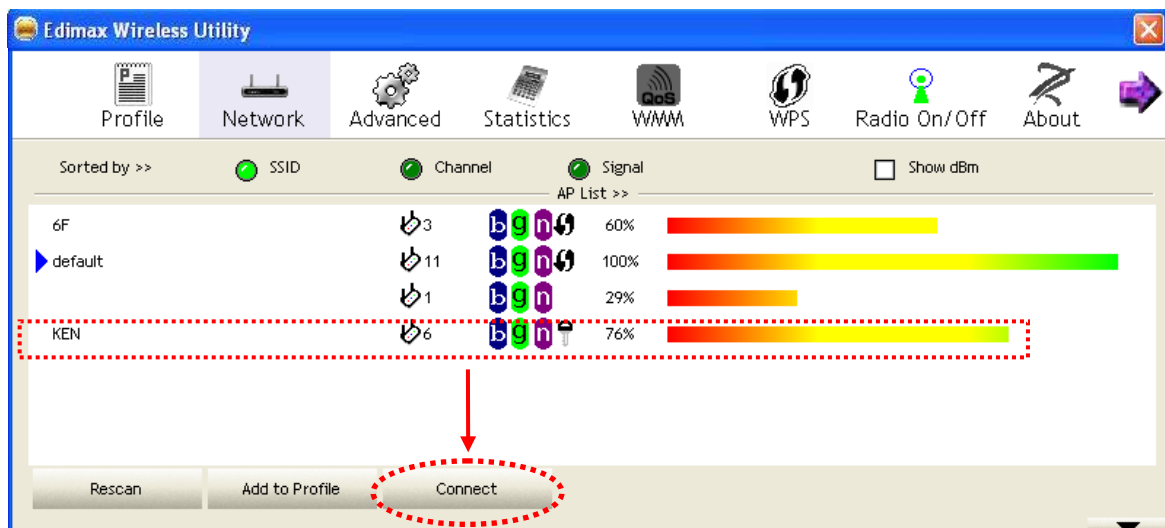 Edimax Wireless Utility
Profile Network Advanced Statistics WMM WPS Radio On/Off About
QoS
Sorted by >> SSID Channel Signal Show dBm
AP List >>
6F 3 b g n 60%
default 11 b g n 100%
1 b g n 29%
KEN 6 b g n 76%
Rescan Add to Profile Connect